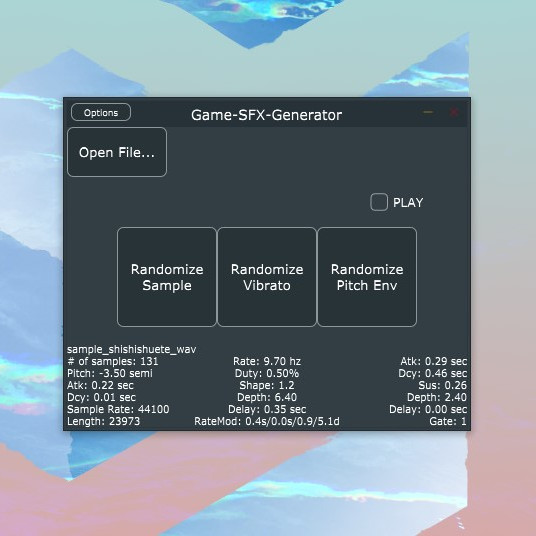 Options
Game-SFX-Generator
Open File...
PLAY
Randomize
Sample
Randomize
Vibrato
Randomize
Pitch Env
sample_shishishuete_wav
# of samples: 131
Pitch: -3.50 semi
Atk: 0.22 sec
Dcy: 0.01 sec
Sample Rate: 44100
Length: 23973
Rate: 9.70 hz
Duty: 0.50%
Shape: 1.2
Depth: 6.40
Delay: 0.35 sec
RateMod: 0.4s/0.0s/0.9/5.1d
Atk: 0.29 sec
Dcy: 0.46 sec
Sus: 0.26
Depth: 2.40
Delay: 0.00 sec
Gate: 1